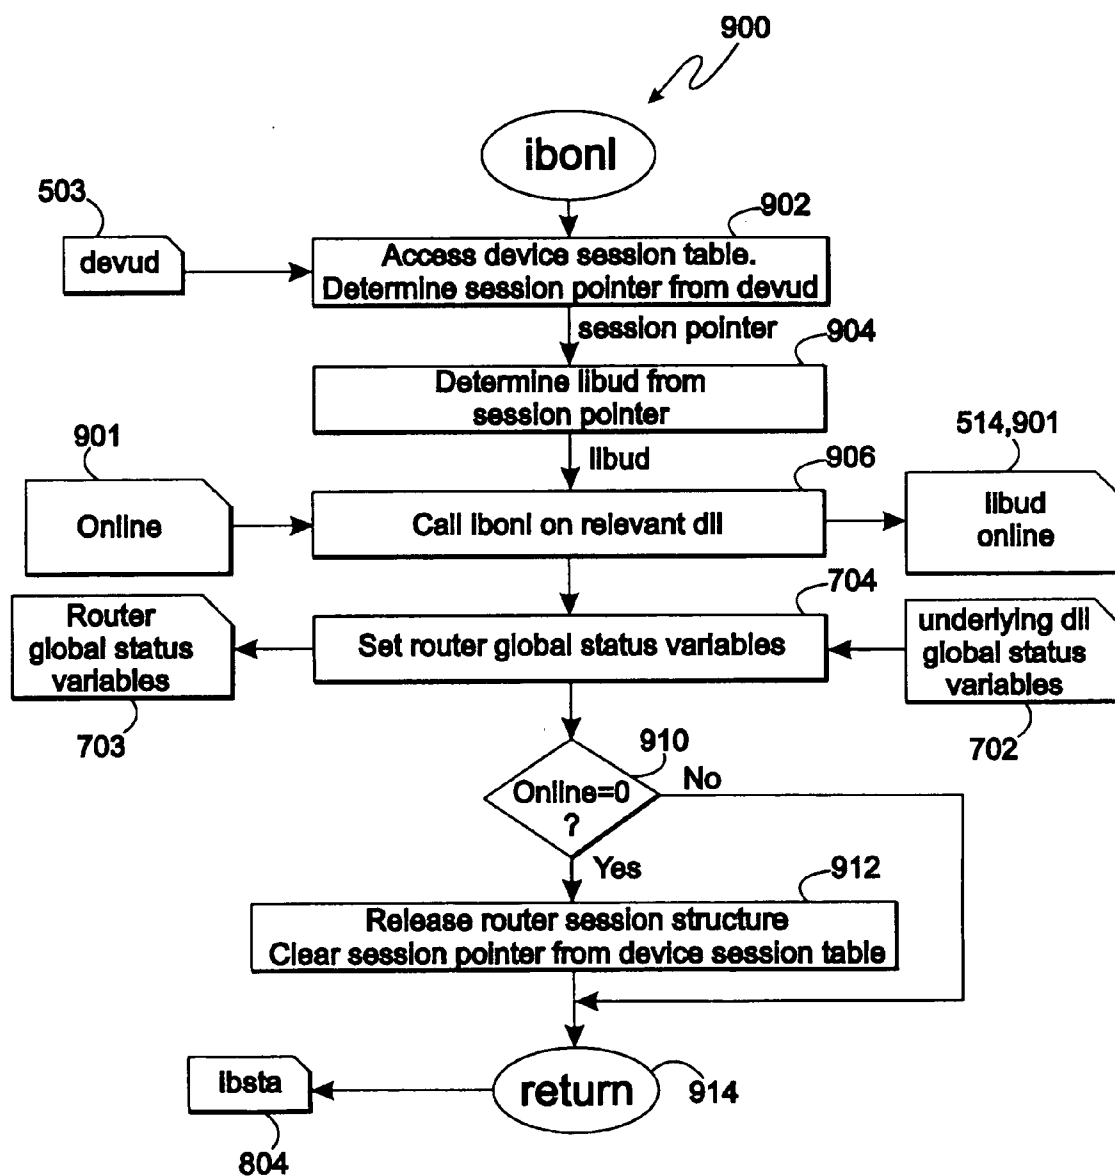 900
ibonl
503
devud
902
Access device session table.
Determine session pointer from devud
session pointer
904
Determine libud from
session pointer
libud
901
Online
906
Call ibonl on relevant dll
514,901
libud
online
704
Router
global status
variables
Set router global status variables
underlying dll
global status
variables
703
702
910
Online=0
?
No
Yes
912
Release router session structure
Clear session pointer from device session table
ibsta
return
914
804